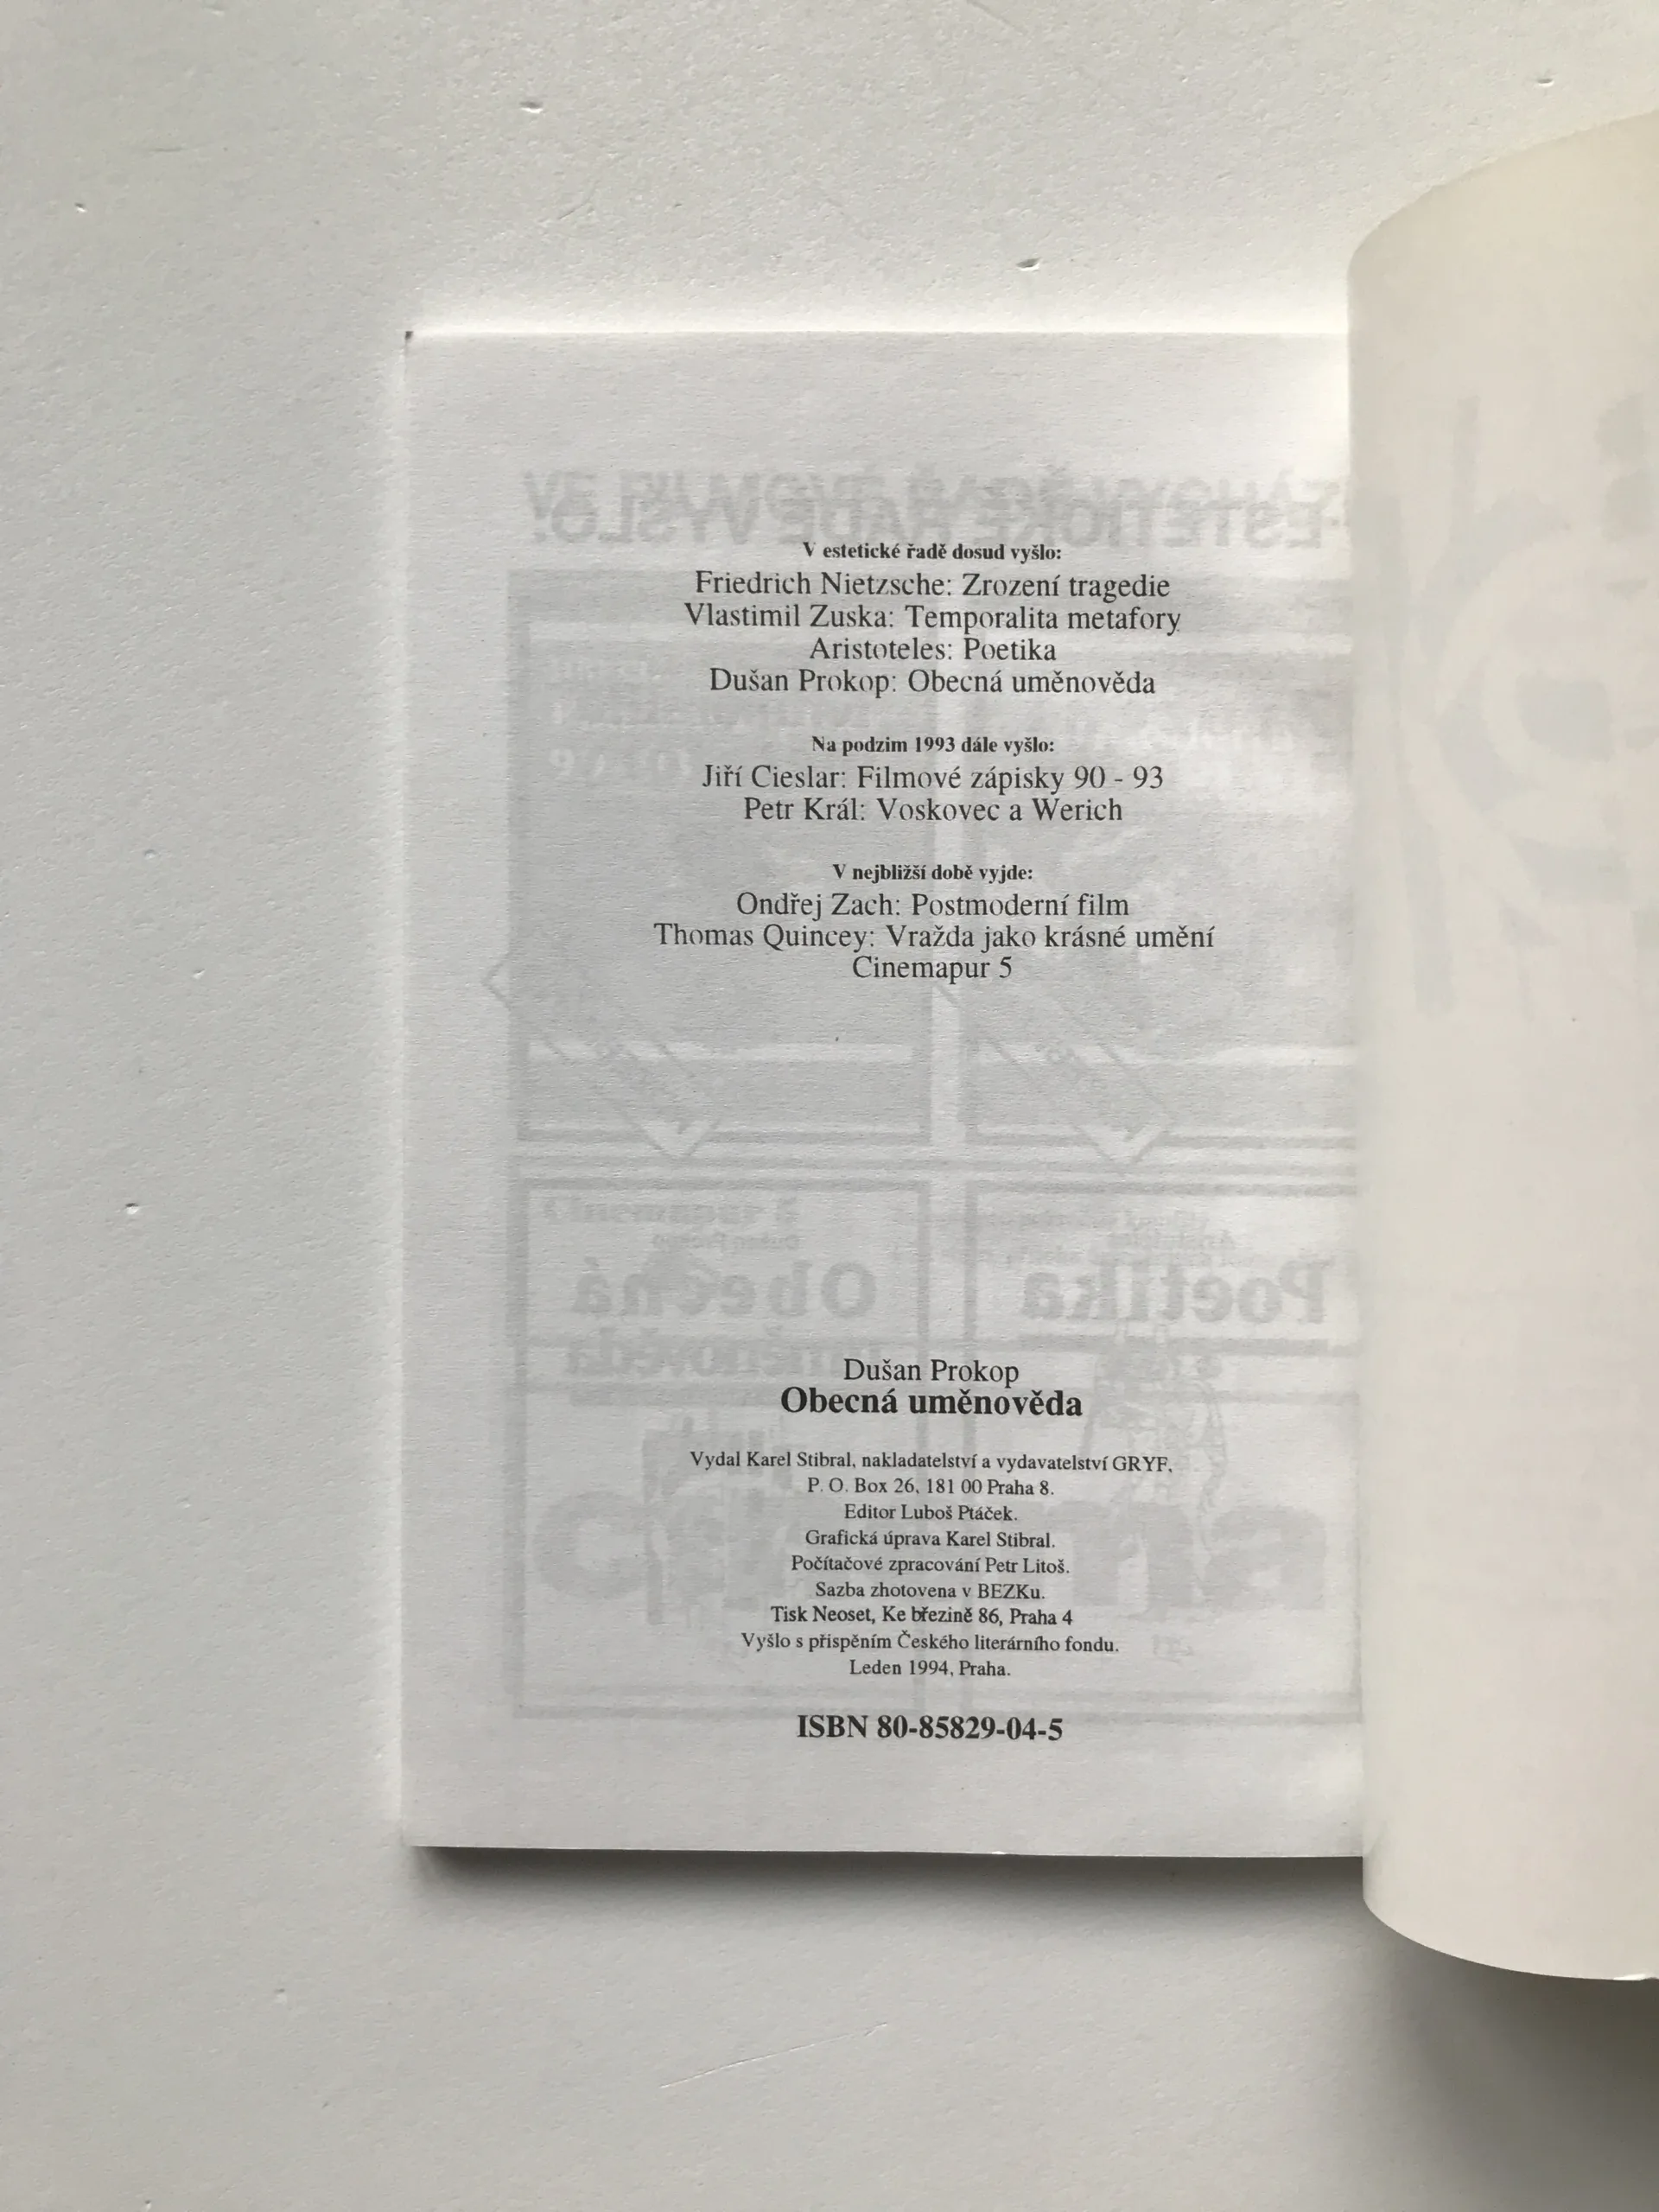 V estetické řadě dosud vyšlo:
Friedrich Nietzsche: Zrození tragedie
Vlastimil Zuska: Temporalita metafory
Aristoteles: Poetika
Dušan Prokop: Obecná uměnověda
Na podzim 1993 dále vyšlo:
Jiří Cieslar: Filmové zápisky 90 - 93
Petr Král: Voskovec a Werich
V nejbližší době vyjde:
Ondřej Zach: Postmoderní film
Thomas Quincey: Vražda jako krásné umění
Cinemapur 5
Dušan Prokop
Obecná uměnověda
Vydal Karel Stibral, nakladatelství a vydavatelství GRYF,
P. O. Box 26, 181 00 Praha 8.
Editor Luboš Ptáček.
Grafická úprava Karel Stibral.
Počítačové zpracování Petr Litoš.
Sazba zhotovena v BEZKu.
Tisk Neoset, Ke březině 86, Praha 4
Vyšlo s přispěním Českého literárního fondu.
Leden 1994, Praha.
ISBN 80-85829-04-5